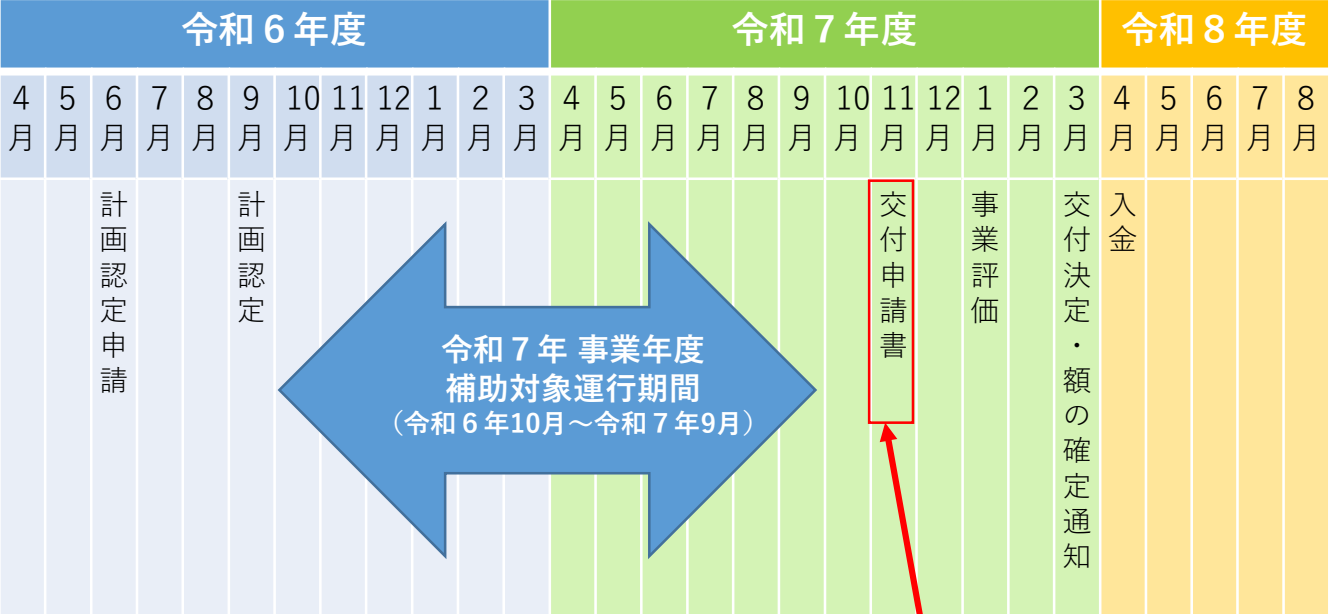 令和６年度
令和７年度
令和８年度
4月 5月 6月 7月 8月 9月 10月 11月 12月 1月 2月 3月 4月 5月 6月 7月 8月 9月 10月 11月 12月 1月 2月 3月 4月 5月 6月 7月 8月
計画認定申請
計画認定
令和７年 事業年度
補助対象運行期間
（令和６年10月～令和７年9月）
交付申請書
事業評価
交付決定・額の確定通知
入金